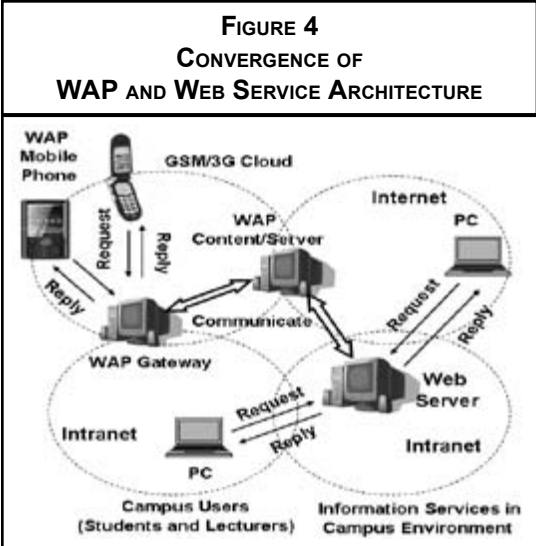 FIGURE 4
CONVERGENCE OF
WAP AND WEB SERVICE ARCHITECTURE
WAP
Mobile
Phone
GSM/3G Cloud
Internet
PC
WAP
Content/Server
Request
Reply
Reply
Request
Reply
Communicate
WAP Gateway
Web
Server
Request
Reply
Intranet
PC
Intranet
Campus Users
(Students and Lecturers)
Information Services in
Campus Environment